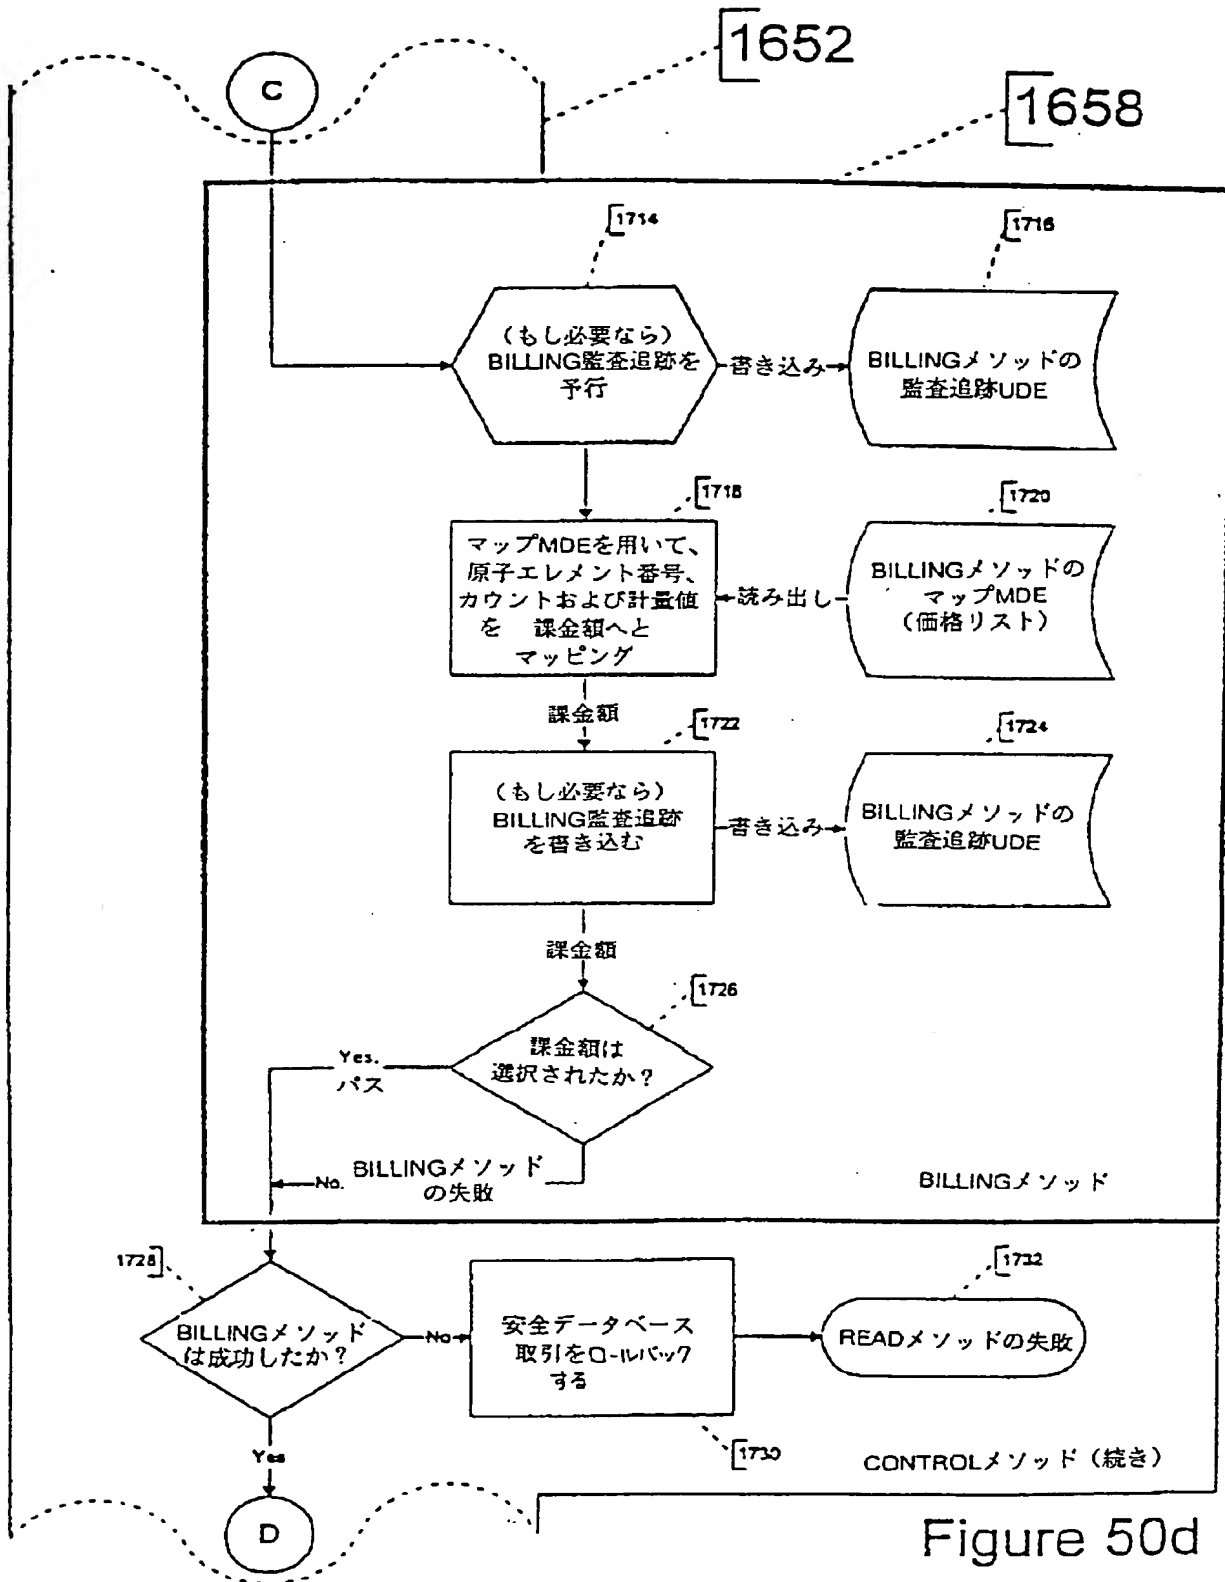 1652
1658
C
1714
1716
(もし必要なら)
BILLING監査追跡を
予行
書き込み
BILLINGメソッドの
監査追跡UDE
1718
1720
マップMDEを用いて、
原子エレメント番号、
カウントおよび計量値
を 課金額へと
マッピング
読み出し
BILLINGメソッドの
マップMDE
(価格リスト)
課金額
1722
1724
(もし必要なら)
BILLING監査追跡
を書き込む
書き込み
BILLINGメソッドの
監査追跡UDE
課金額
1726
課金額は
選択されたか?
Yes.
パス
No.
BILLINGメソッド
の失敗
BILLINGメソッド
1728
1732
BILLINGメソッド
は成功したか?
No
安全データベース
取引をロールバック
する
READメソッドの失敗
1730
Yes
CONTROLメソッド(続き)
D
Figure 50d